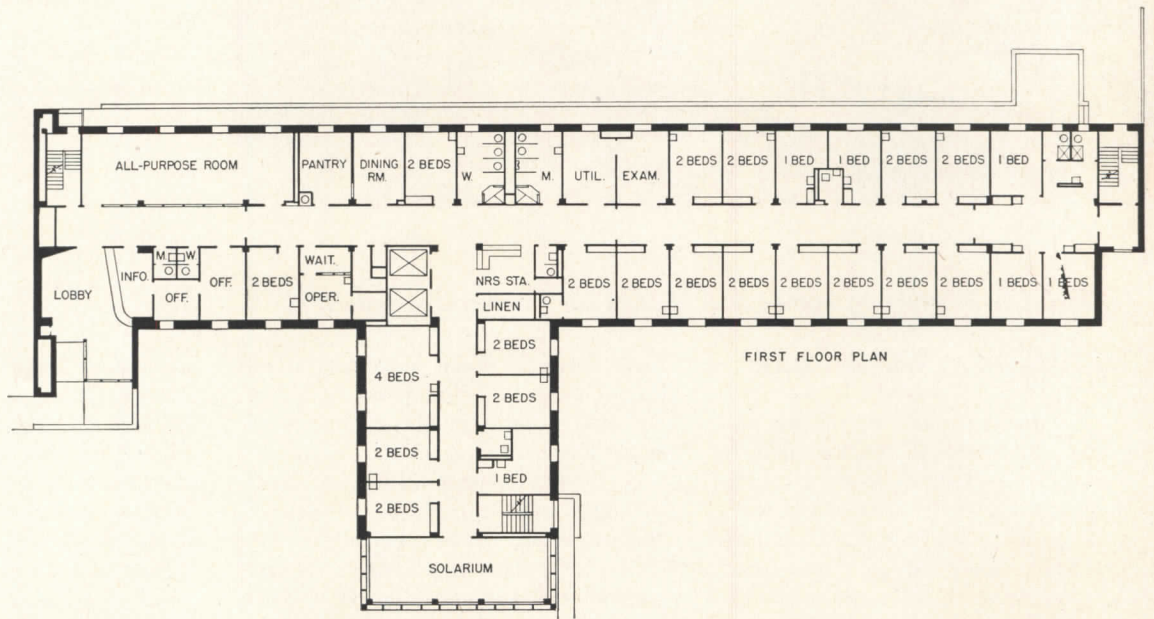 ALL-PURPOSE ROOM
PANTRY
DINING
RM.
2 BEDS
W.
M.
UTIL.
EXAM.
2 BEDS
2 BEDS
1 BED
1 BED
2 BEDS
2 BEDS
1 BED
LOBBY
INFO.
M.
W.
OFF.
OFF.
2 BEDS
WAIT.
OPER.
NRS STA.
LINEN
2 BEDS
2 BEDS
2 BEDS
2 BEDS
2 BEDS
2 BEDS
2 BEDS
2 BEDS
1 BEDS
1 BEDS
FIRST FLOOR PLAN
4 BEDS
2 BEDS
2 BEDS
2 BEDS
1 BED
2 BEDS
SOLARIUM